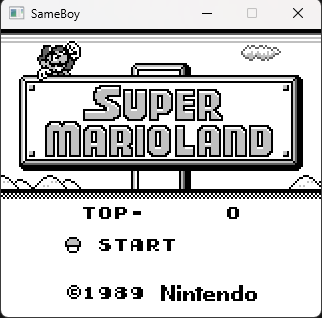 SameBoy
SUPER
MARIOLAND
TOP- 0
START
©1989 Nintendo